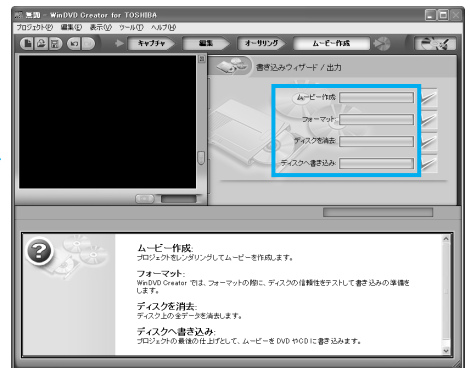 無題 - WinDVD Creator for TOSHIBA
プロジェクト(P) 編集(E) 表示(V) ツール(T) ヘルプ(H)
キャプチャ 編集 オーサリング ムービー作成
書き込みウィザード / 出力
ムービー作成
フォーマット:
ディスクを消去:
ディスクへ書き込み:
ムービー作成:
プロジェクトをレンダリングしてムービーを作成します。
フォーマット:
WinDVD Creator では、フォーマットの際に、ディスクの信頼性をテストして書き込みの準備を
します。
ディスクを消去:
ディスク上の全データを消去します。
ディスクへ書き込み:
プロジェクトの最後の仕上げとして、ムービーを DVD やCD に書き込みます。